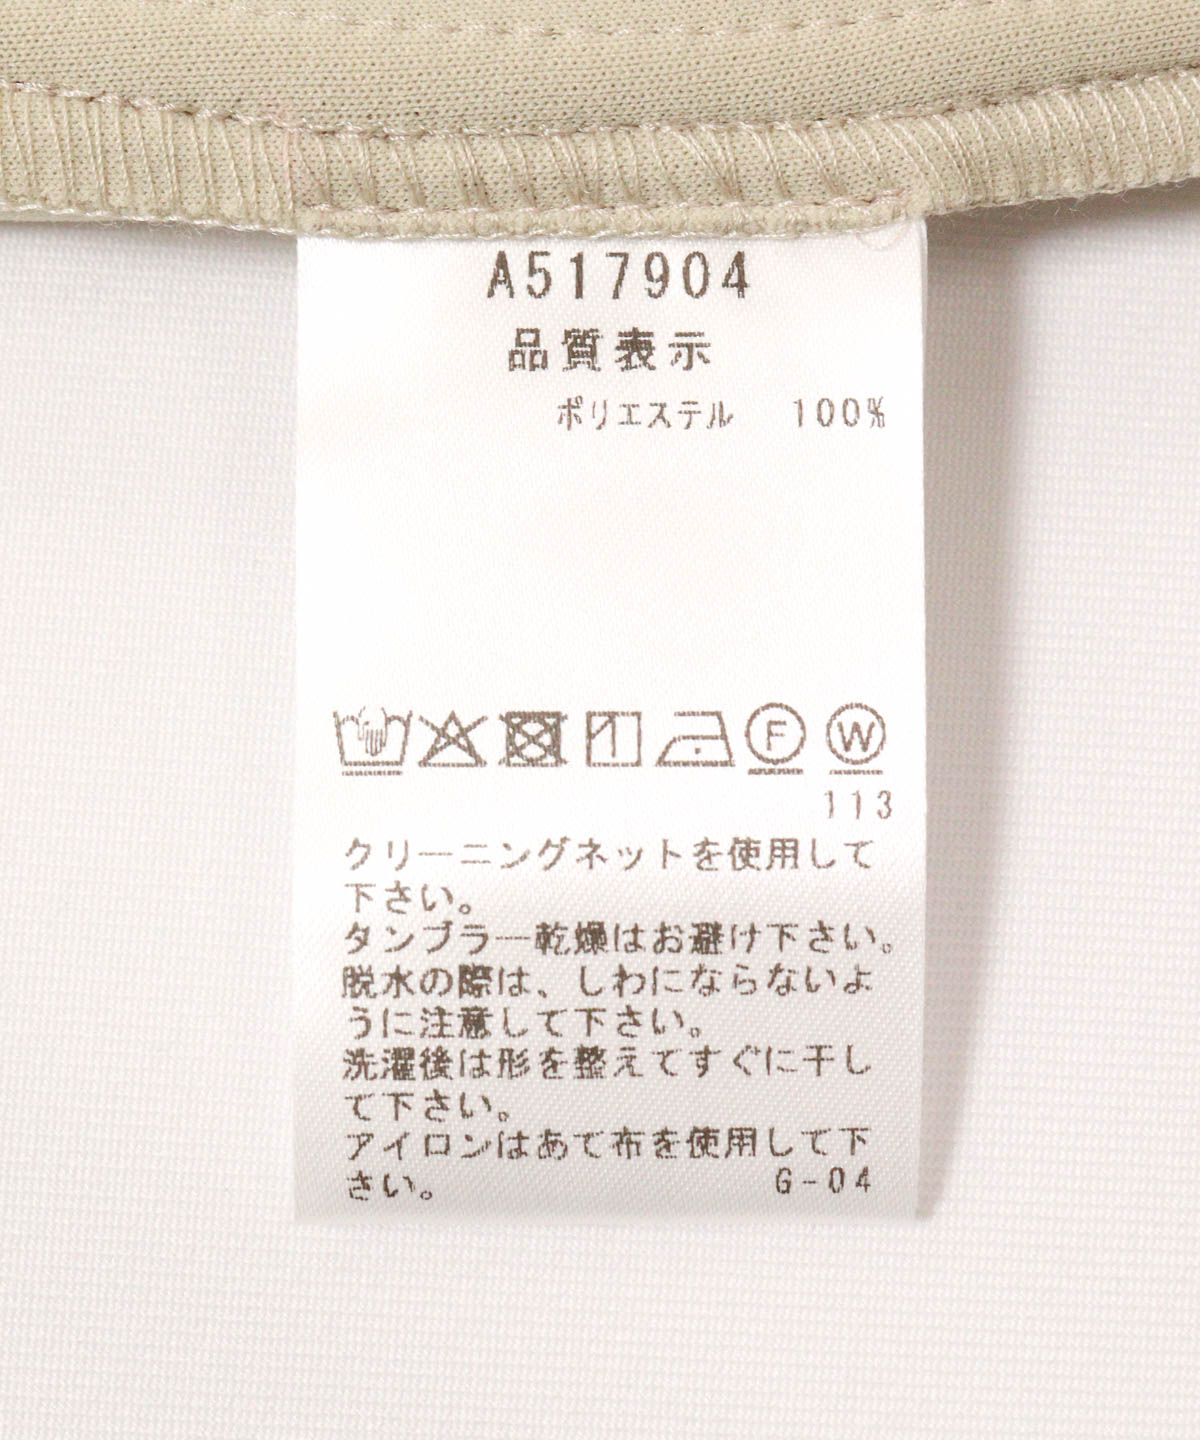 A517904
品質表示
ポリエステル 100%
F W
113
クリーニングネットを使用して
下さい。
タンブラー乾燥はお避け下さい。
脱水の際は、しわにならないよ
うに注意して下さい。
洗濯後は形を整えてすぐに干し
て下さい。
アイロンはあて布を使用して下
さい。 G-04